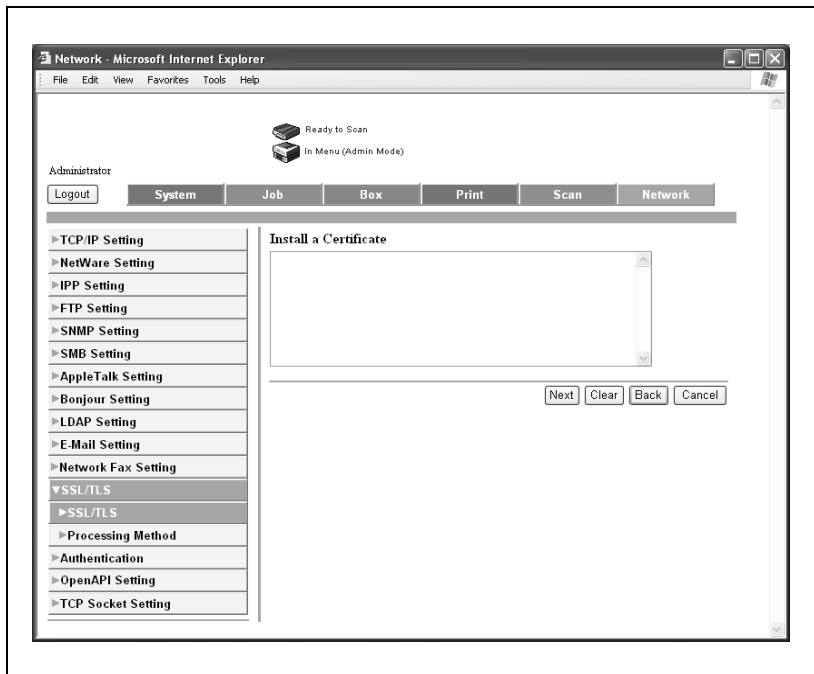 Network - Microsoft Internet Explorer
File Edit View Favorites Tools Help
Ready to Scan
In Menu (Admin Mode)
Administrator
Logout System Job Box Print Scan Network
TCP/IP Setting
NetWare Setting
IPP Setting
FTP Setting
SNMP Setting
SMB Setting
AppleTalk Setting
Bonjour Setting
LDAP Setting
E-Mail Setting
Network Fax Setting
SSL/TLS
SSL/TLS
Processing Method
Authentication
OpenAPI Setting
TCP Socket Setting
Install a Certificate
Next Clear Back Cancel